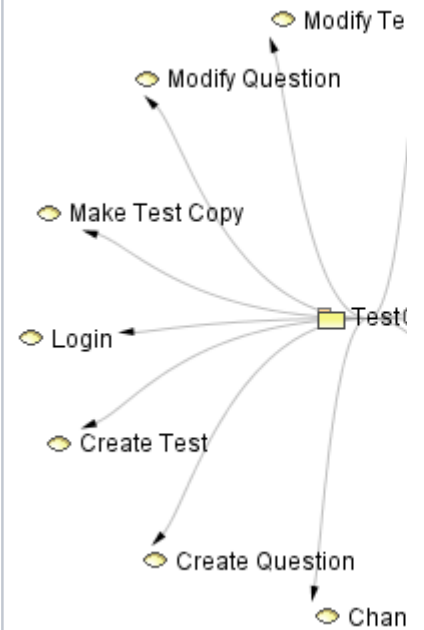 Modify Te
Modify Question
Make Test Copy
Test
Login
Create Test
Create Question
Chan